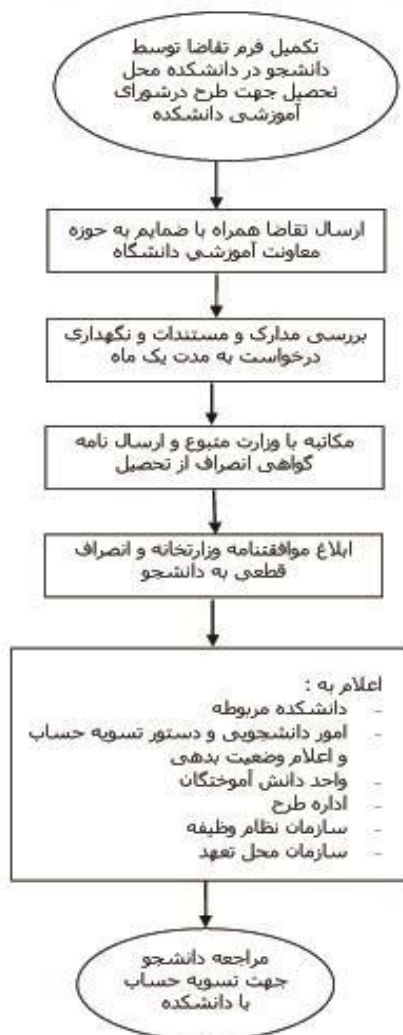 تکمیل فرم تقاضا توسط
دانشجو در دانشکده محل
تحصیل جهت طرح درشورای
آموزشی دانشکده
ارسال تقاضا همراه با ضمایم به حوزه
معاونت آموزشی دانشگاه
بررسی مدارک و مستندات و نگهداری
درخواست به مدت یک ماه
مکاتبه با وزارت متبوع و ارسال نامه
گواهی انصراف از تحصیل
ابلاغ موافقتنامه وزارتخانه و انصراف
قطعی به دانشجو
اعلام به :
- دانشکده مربوطه
- امور دانشجویی و دستور تسویه حساب
و اعلام وضعیت بدهی
- واحد دانش آموختگان
- اداره طرح
- سازمان نظام وظیفه
- سازمان محل تعهد
مراجعه دانشجو
جهت تسویه حساب
با دانشکده